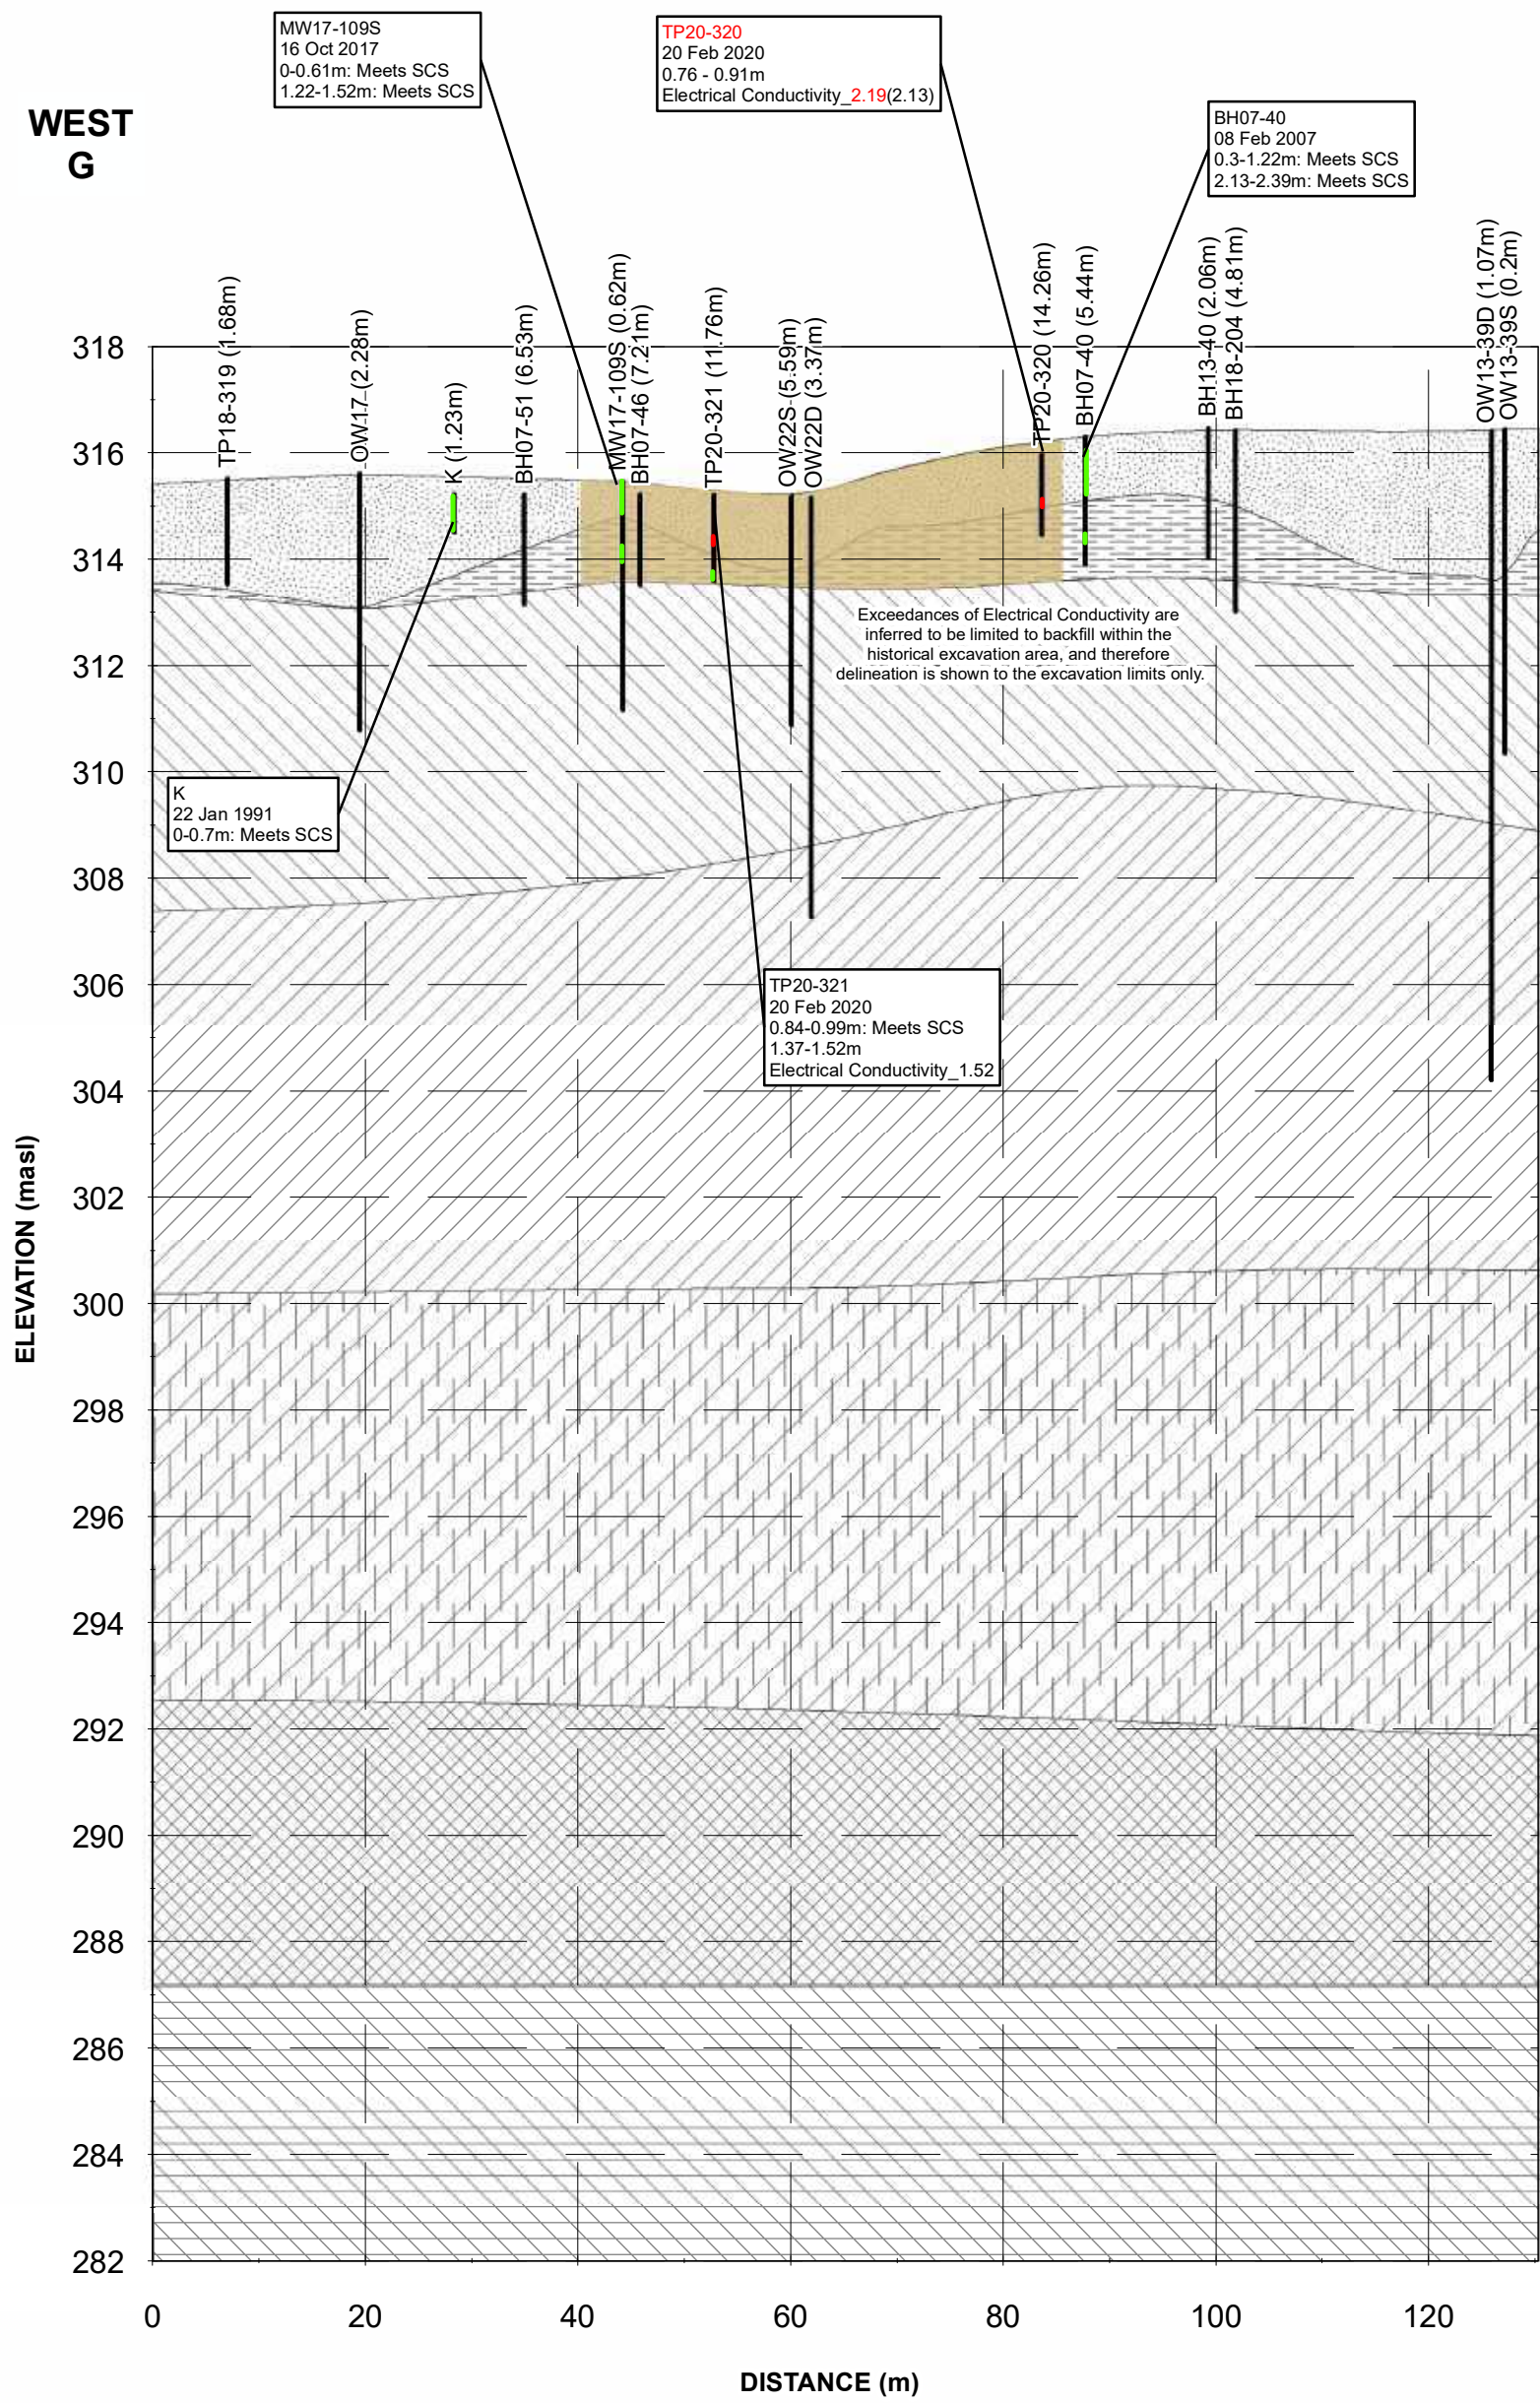 MW17-109S
16 Oct 2017
0-0.61m: Meets SCS
1.22-1.52m: Meets SCS
TP20-320
20 Feb 2020
0.76 - 0.91m
Electrical Conductivity_2.19(2.13)
BH07-40
08 Feb 2007
0.3-1.22m: Meets SCS
2.13-2.39m: Meets SCS
WEST
G
TP18-319 (1.68m)
OW17 (2.28m)
K (1.23m)
BH07-51 (6.53m)
MW17-109S (0.62m)
BH07-46 (7.21m)
TP20-321 (11.76m)
OW22S (5.59m)
OW22D (3.37m)
TP20-320 (14.26m)
BH07-40 (5.44m)
BH13-40 (2.06m)
BH18-204 (4.81m)
OW13-39D (1.07m)
OW13-39S (0.2m)
318
316
314
312
310
308
306
304
302
300
298
296
294
292
290
288
286
284
282
ELEVATION (masl)
Exceedances of Electrical Conductivity are
inferred to be limited to backfill within the
historical excavation area, and therefore
delineation is shown to the excavation limits only.
K
22 Jan 1991
0-0.7m: Meets SCS
TP20-321
20 Feb 2020
0.84-0.99m: Meets SCS
1.37-1.52m
Electrical Conductivity_1.52
0 20 40 60 80 100 120
DISTANCE (m)